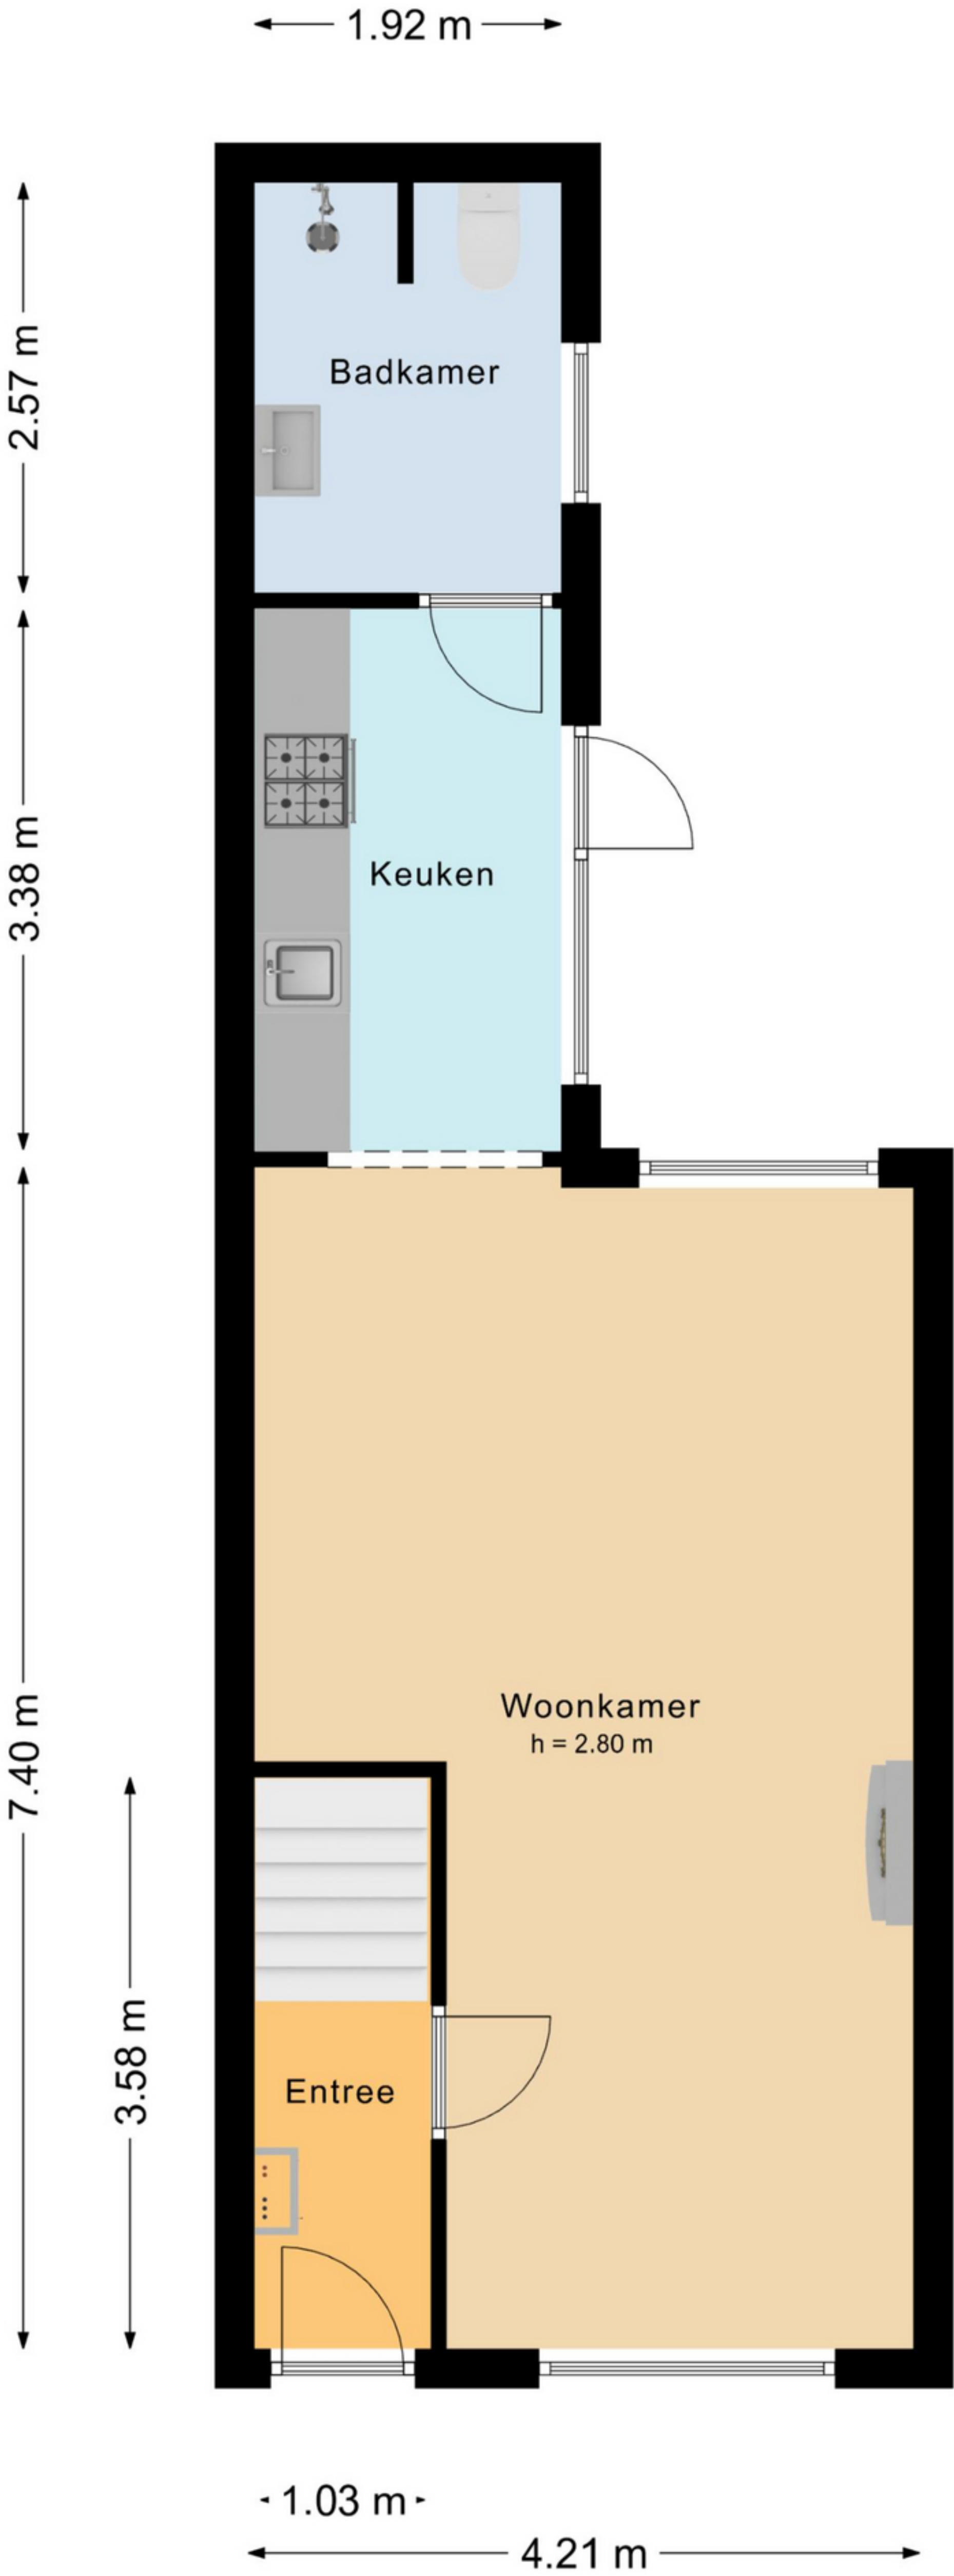 1.92 m
2.57 m
Badkamer
3.38 m
Keuken
7.40 m
Woonkamer
h = 2.80 m
3.58 m
Entree
1.03 m
4.21 m